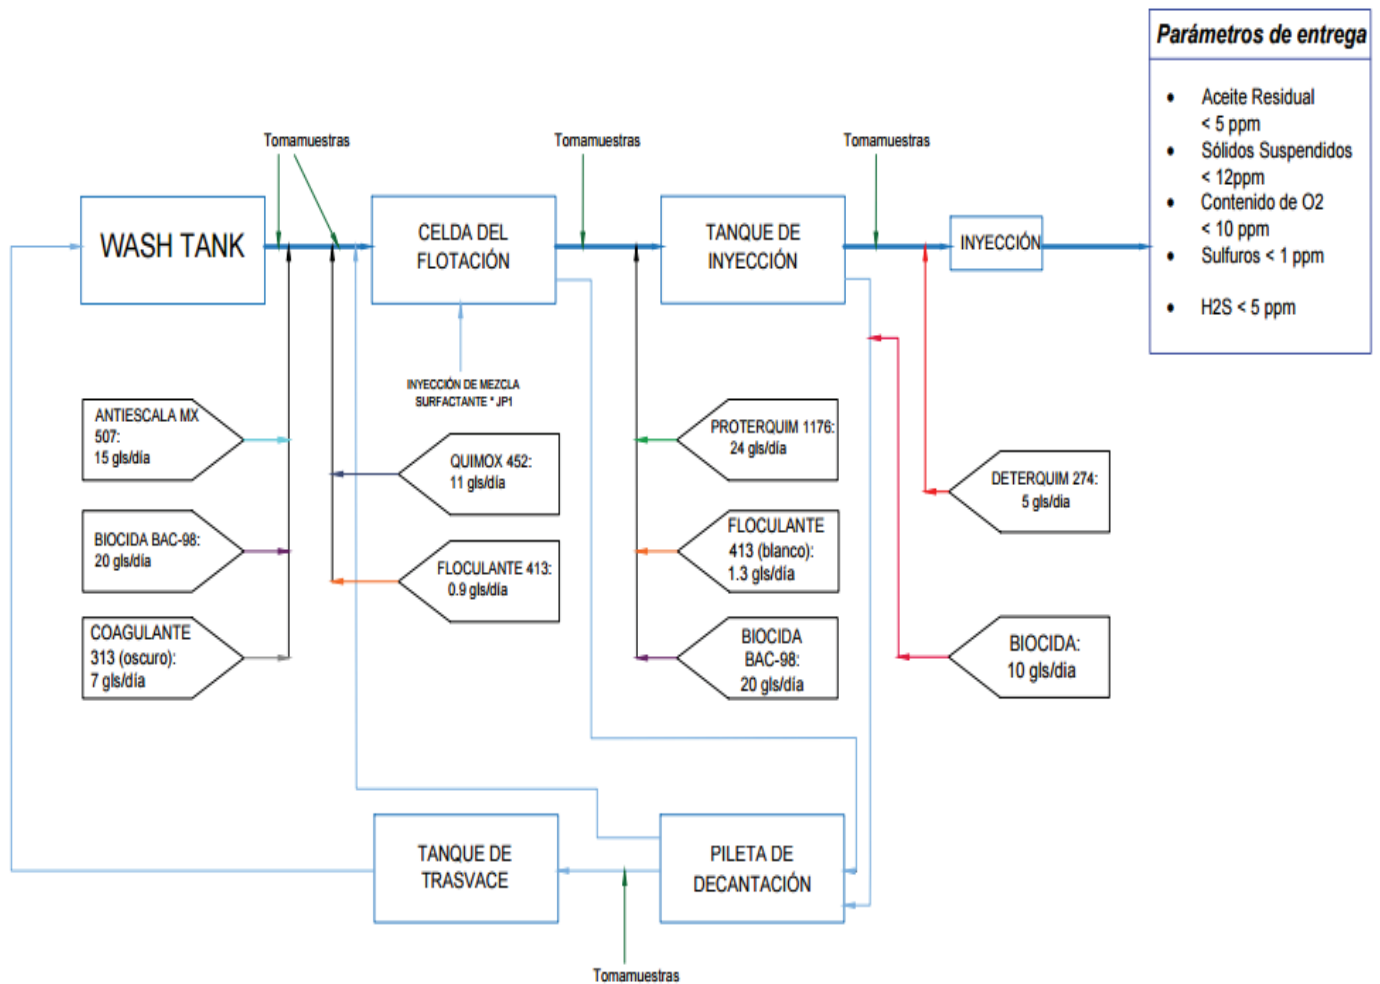 Parámetros de entrega
• Aceite Residual
< 5 ppm
• Sólidos Suspendidos
< 12ppm
• Contenido de O2
< 10 ppm
• Sulfuros < 1 ppm
• H2S < 5 ppm
Tomamuestras
Tomamuestras
Tomamuestras
WASH TANK
CELDA DEL
FLOTACIÓN
TANQUE DE
INYECCIÓN
INYECCIÓN
INYECCIÓN DE MEZCLA
SURFACTANTE * JP1
ANTIESCALA MX
507:
15 gls/día
BIOCIDA BAC-98:
20 gls/día
COAGULANTE
313 (oscuro):
7 gls/día
QUIMOX 452:
11 gls/día
FLOCULANTE 413:
0.9 gls/día
PROTERQUIM 1176:
24 gls/día
FLOCULANTE
413 (blanco):
1.3 gls/día
BIOCIDA
BAC-98:
20 gls/día
DETERQUIM 274:
5 gls/dia
BIOCIDA:
10 gls/dia
TANQUE DE
TRASVACE
PILETA DE
DECANTACIÓN
Tomamuestras